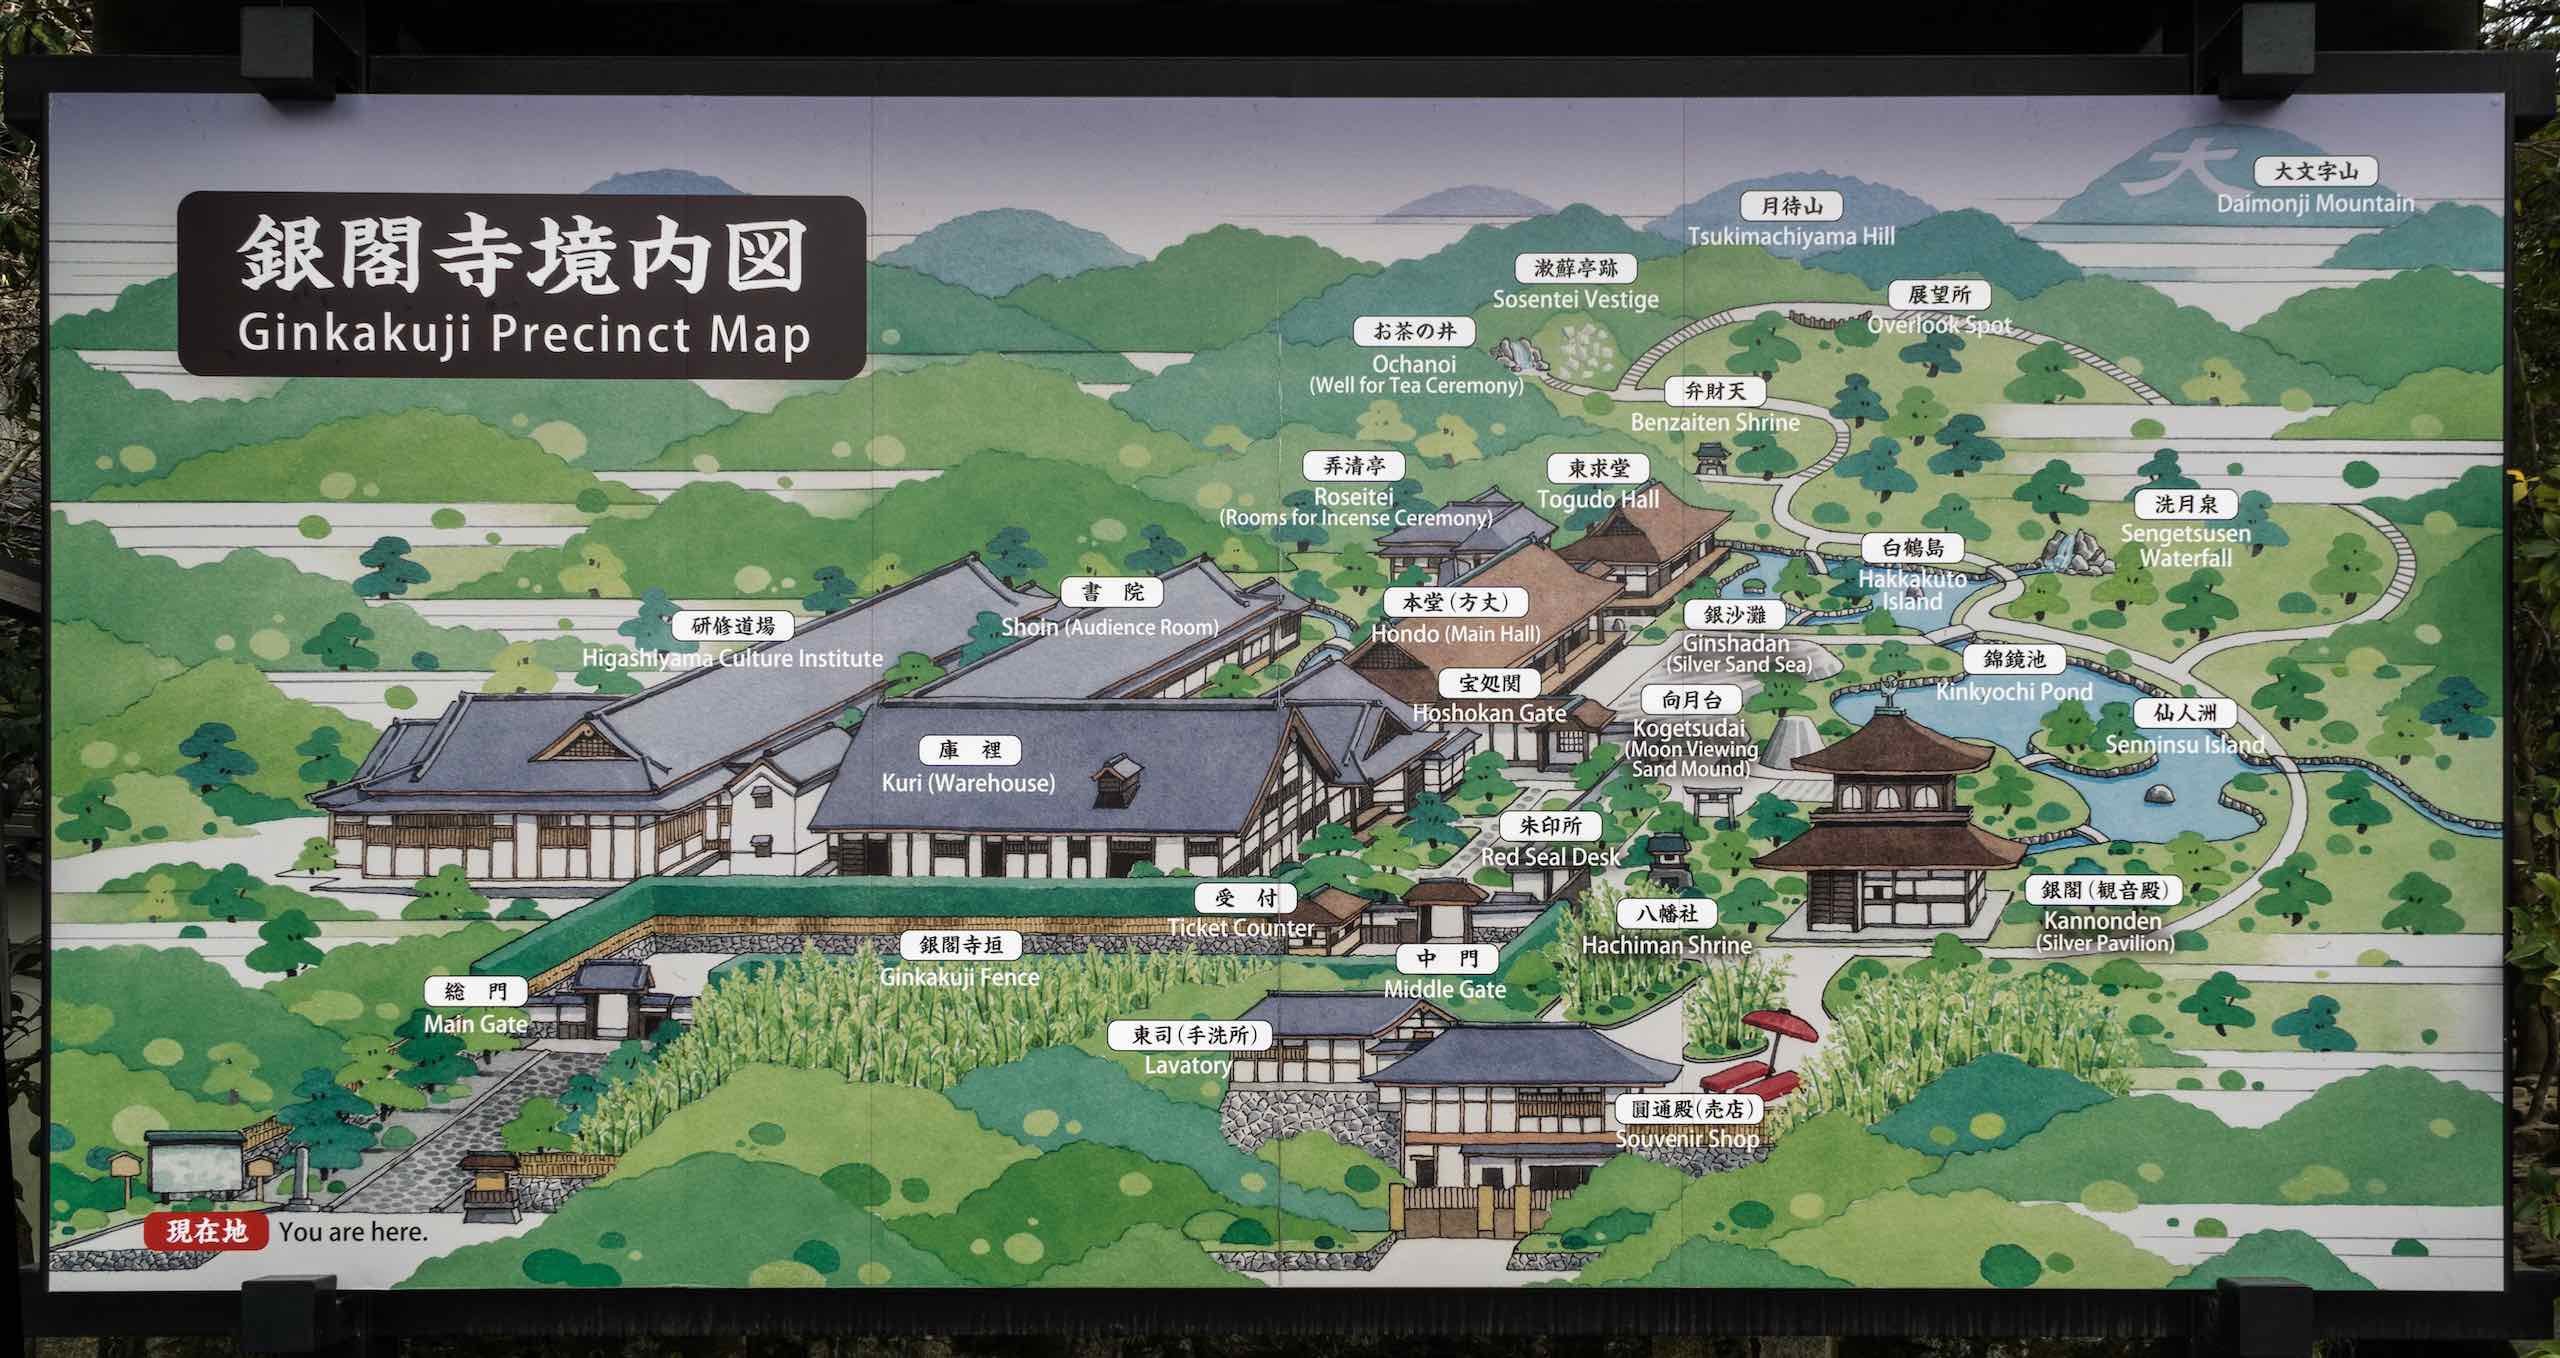 銀閣寺境内図
Ginkakuji Precinct Map
大
大文字山
Daimonji Mountain
月待山
Tsukimachiyama Hill
漱蘚亭跡
Sosentei Vestige
展望所
Overlook Spot
お茶の井
Ochanoi
(Well for Tea Ceremony)
弁財天
Benzaiten Shrine
弄清亭
Roseitei
(Rooms for Incense Ceremony)
東求堂
Togudo Hall
洗月泉
Sengetsusen
Waterfall
白鶴島
Hakkakuto
Island
書 院
Shoin (Audience Room)
研修道場
Higashiyama Culture Institute
本堂(方丈)
Hondo (Main Hall)
銀沙灘
Ginshadan
(Silver Sand Sea)
錦鏡池
Kinkyochi Pond
宝処関
Hoshokan Gate
向月台
Kogetsudai
(Moon Viewing
Sand Mound)
仙人洲
Senninsu Island
庫 裡
Kuri (Warehouse)
朱印所
Red Seal Desk
受 付
Ticket Counter
八幡社
Hachiman Shrine
銀閣(観音殿)
Kannonden
(Silver Pavilion)
銀閣寺垣
Ginkakuji Fence
中 門
Middle Gate
総 門
Main Gate
東司(手洗所)
Lavatory
圓通殿(売店)
Souvenir Shop
現在地 You are here.